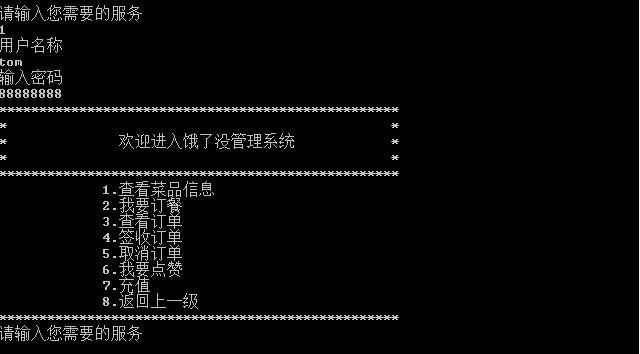 请输入您需要的服务
1
用户名称
tom
输入密码
88888888
**************************************************
*                                                *
*              欢迎进入饿了没管理系统            *
*                                                *
**************************************************
1.查看菜品信息
2.我要订餐
3.查看订单
4.签收订单
5.取消订单
6.我要点赞
7.充值
8.返回上一级
**************************************************
请输入您需要的服务